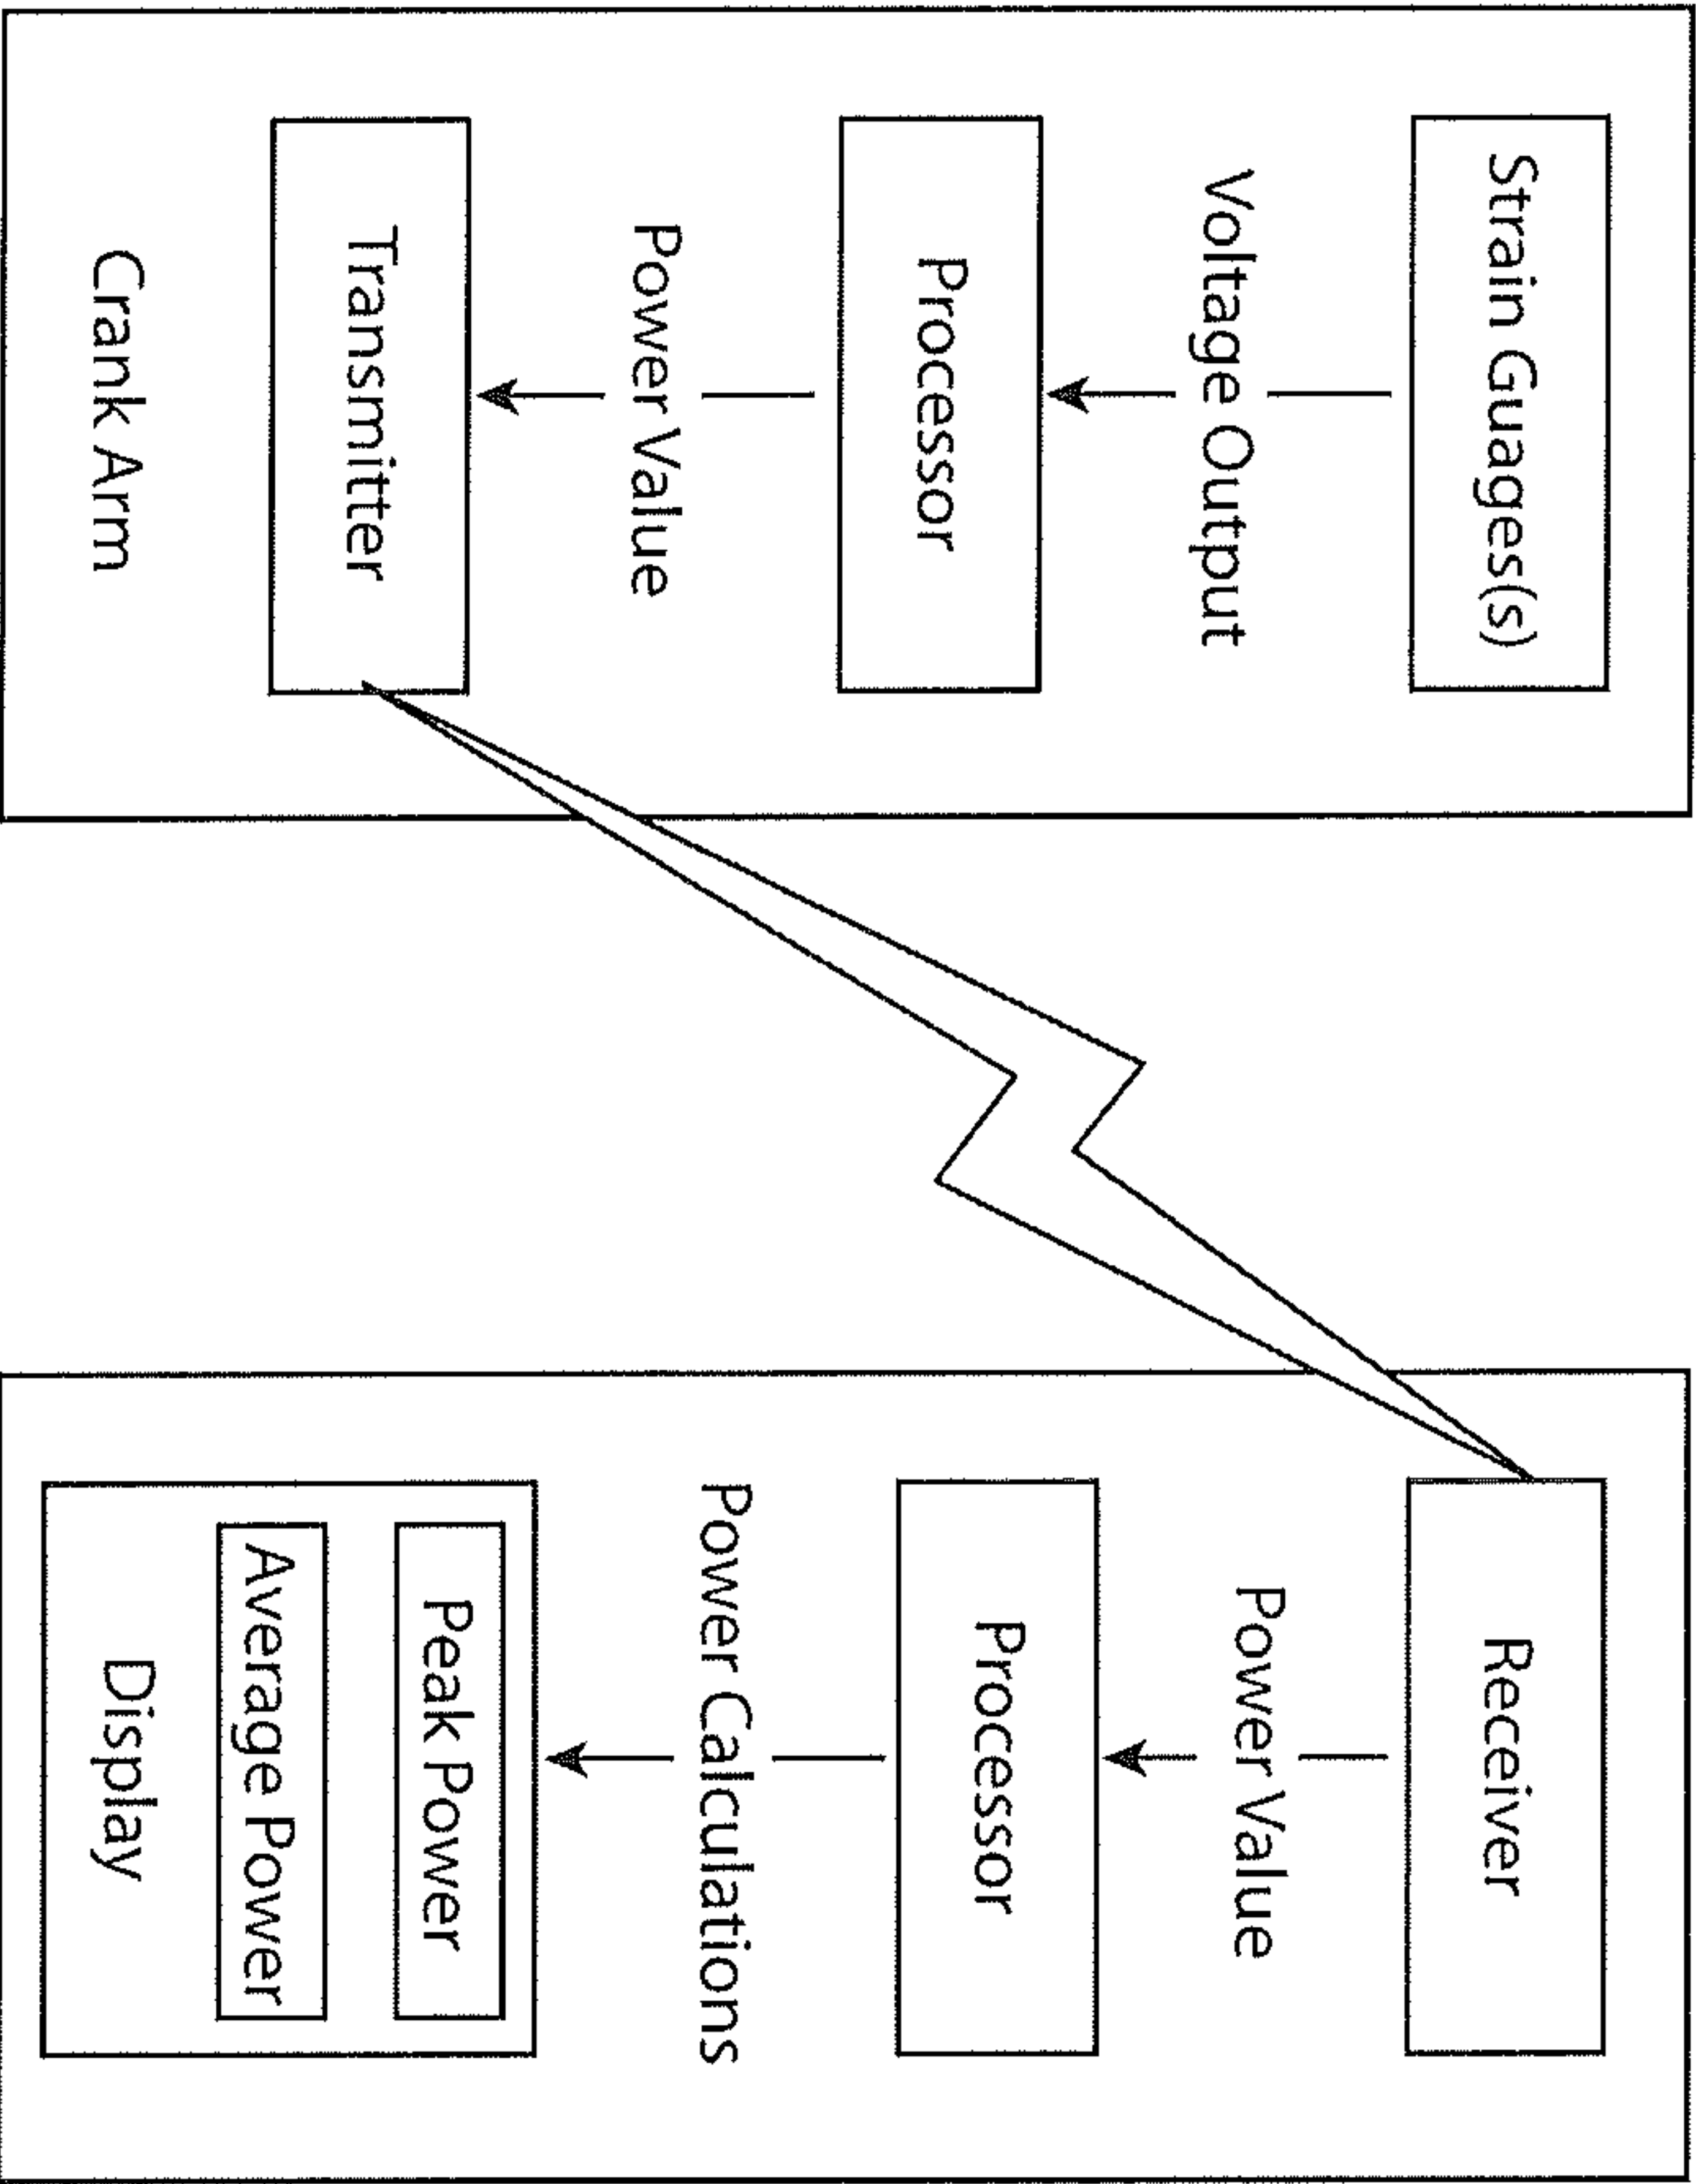 Strain Guages(s)
Voltage Output
Processor
Power Value
Transmitter
Crank Arm
Receiver
Power Value
Processor
Power Calculations
Peak Power
Average Power
Display